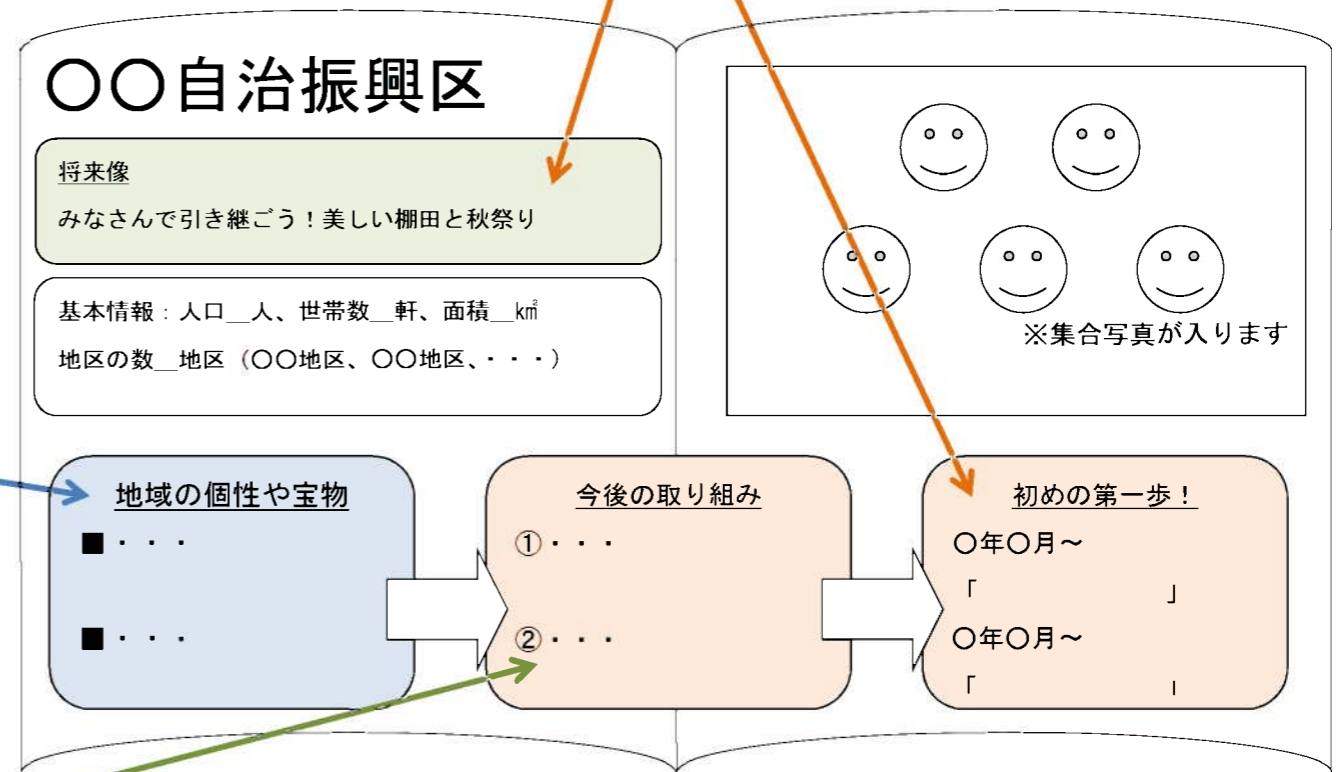 〇〇自治振興区
将来像
みなさんで引き継ごう！美しい棚田と秋祭り
基本情報：人口__人、世帯数__軒、面積__㎢
地区の数__地区（〇〇地区、〇〇地区、・・・）
※集合写真が入ります
地域の個性や宝物
■・・・
■・・・
今後の取り組み
①・・・
②・・・
初めの第一歩！
〇年〇月～
「　　　　　　　　」
〇年〇月～
「　　　　　　　　」